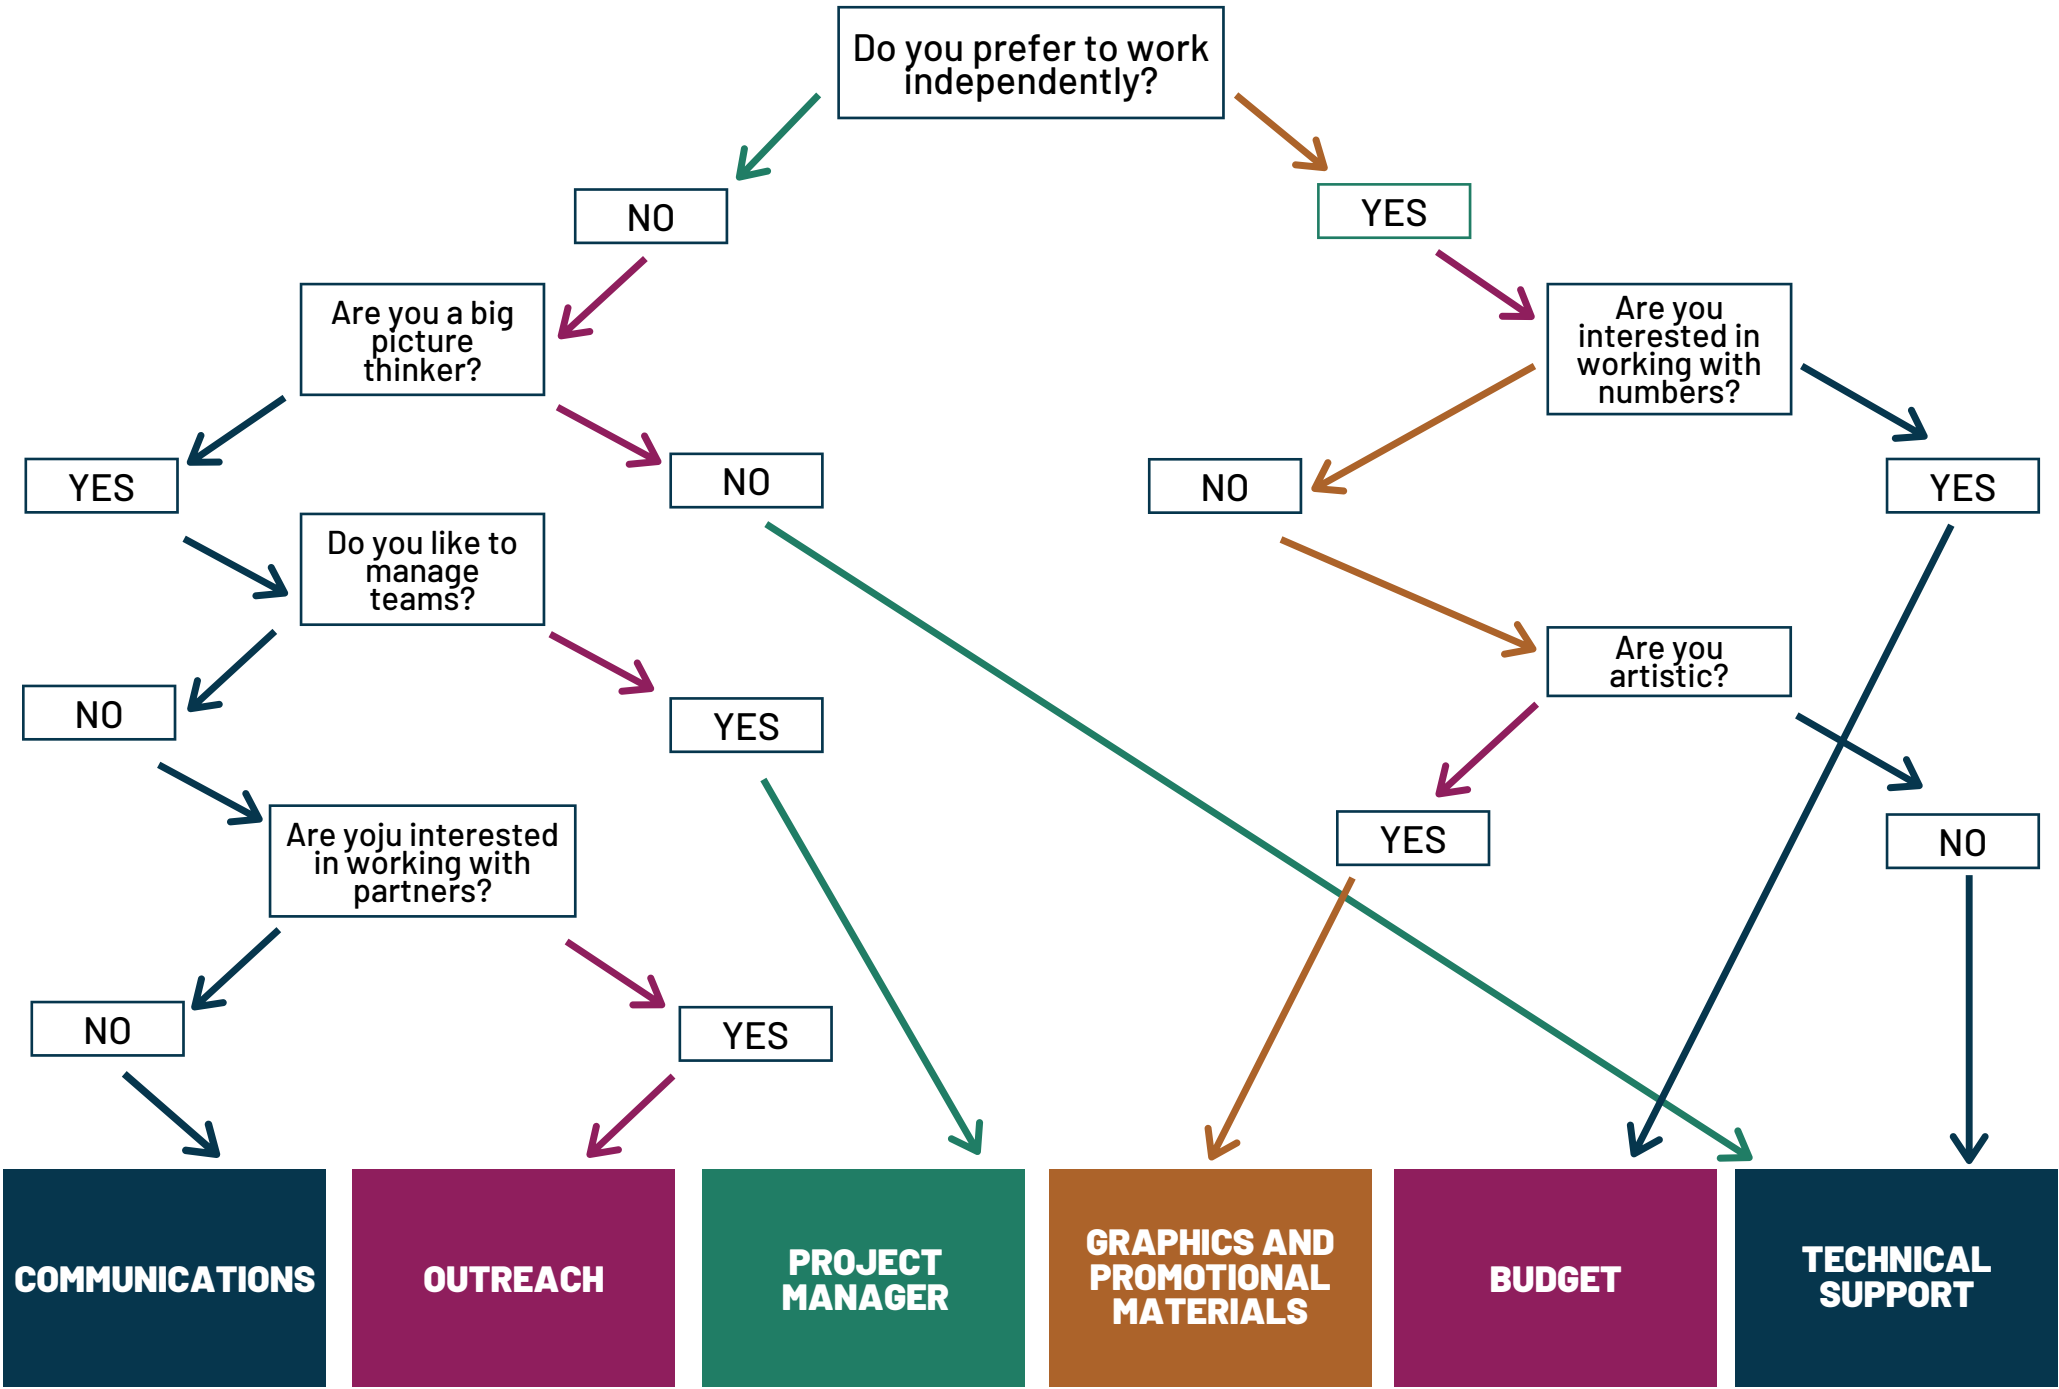 Do you prefer to work
independently?
NO
YES
Are you a big
picture
thinker?
Are you
interested in
working with
numbers?
YES
NO
NO
YES
Do you like to
manage
teams?
Are you
artistic?
NO
YES
Are yoju interested
in working with
partners?
YES
NO
NO
YES
COMMUNICATIONS
OUTREACH
PROJECT
MANAGER
GRAPHICS AND
PROMOTIONAL
MATERIALS
BUDGET
TECHNICAL
SUPPORT